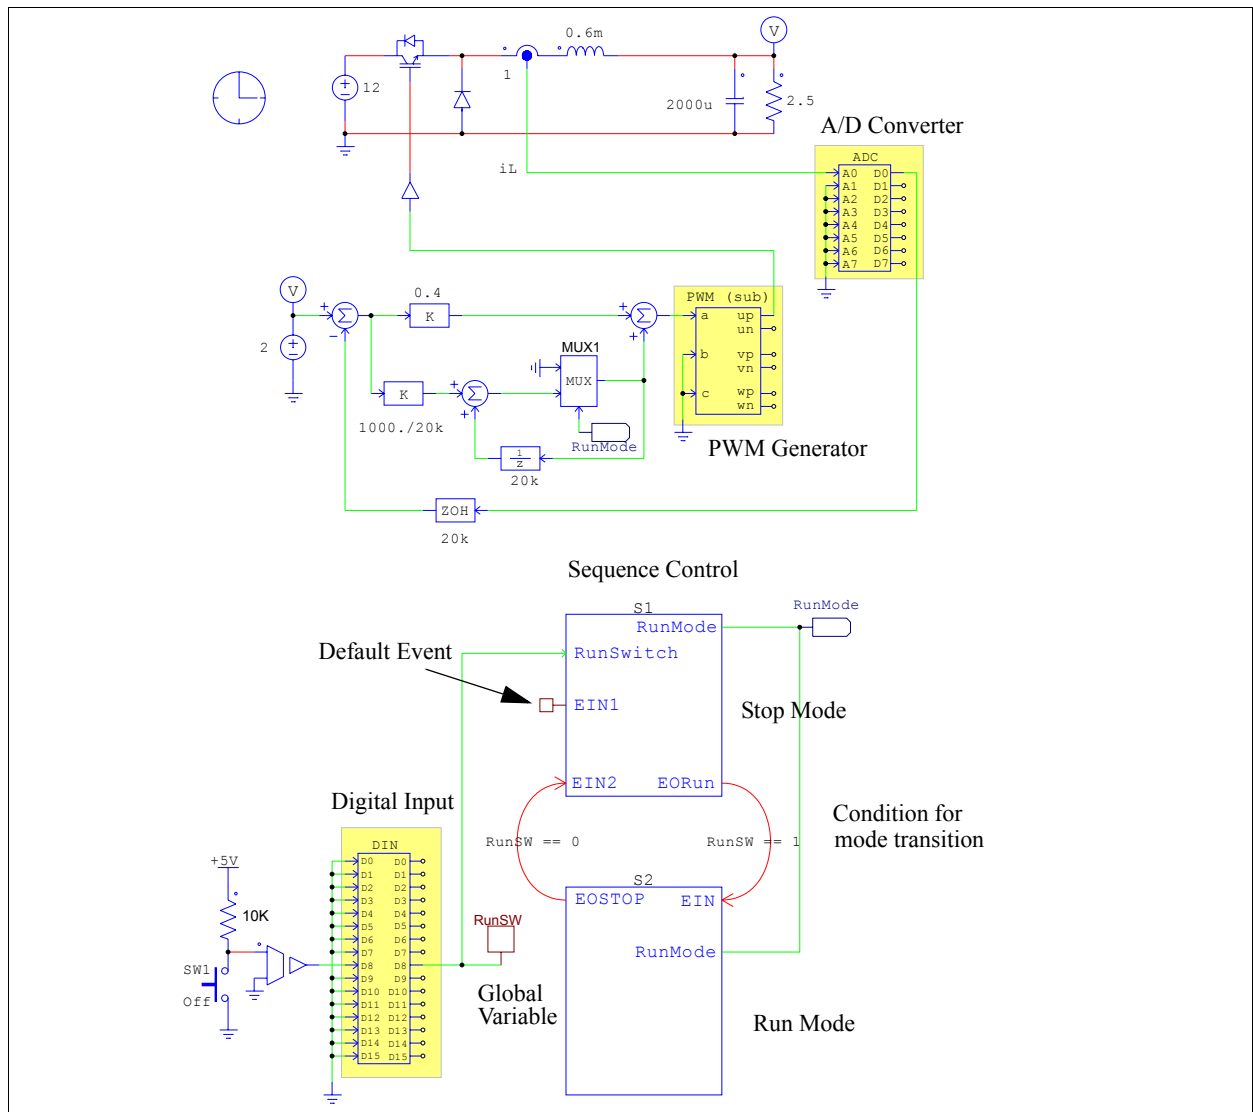 V
0.6m
1
12
2000u
2.5
A/D Converter
ADC
A0 D0
A1 D1
A2 D2
A3 D3
A4 D4
A5 D5
A6 D6
A7 D7
iL
V
0.4
K
Σ
Σ
2
PWM (sub)
a up
un
b vp
vn
c wp
wn
MUX1
MUX
K
Σ
1000./20k
RunMode
PWM Generator
1
z
20k
ZOH
20k
Sequence Control
S1
RunMode
RunMode
RunSwitch
Default Event
EIN1
Stop Mode
EIN2 EORun
Digital Input
Condition for
mode transition
RunSW == 0
RunSW == 1
DIN
D0 D0
D1 D1
D2 D2
D3 D3
D4 D4
D5 D5
D6 D6
D7 D7
D8 D8
D9 D9
D10 D10
D11 D11
D12 D12
D13 D13
D14 D14
D15 D15
+5V
10K
SW1
Off
S2
EOSTOP EIN
RunSW
RunMode
Global
Variable
Run Mode